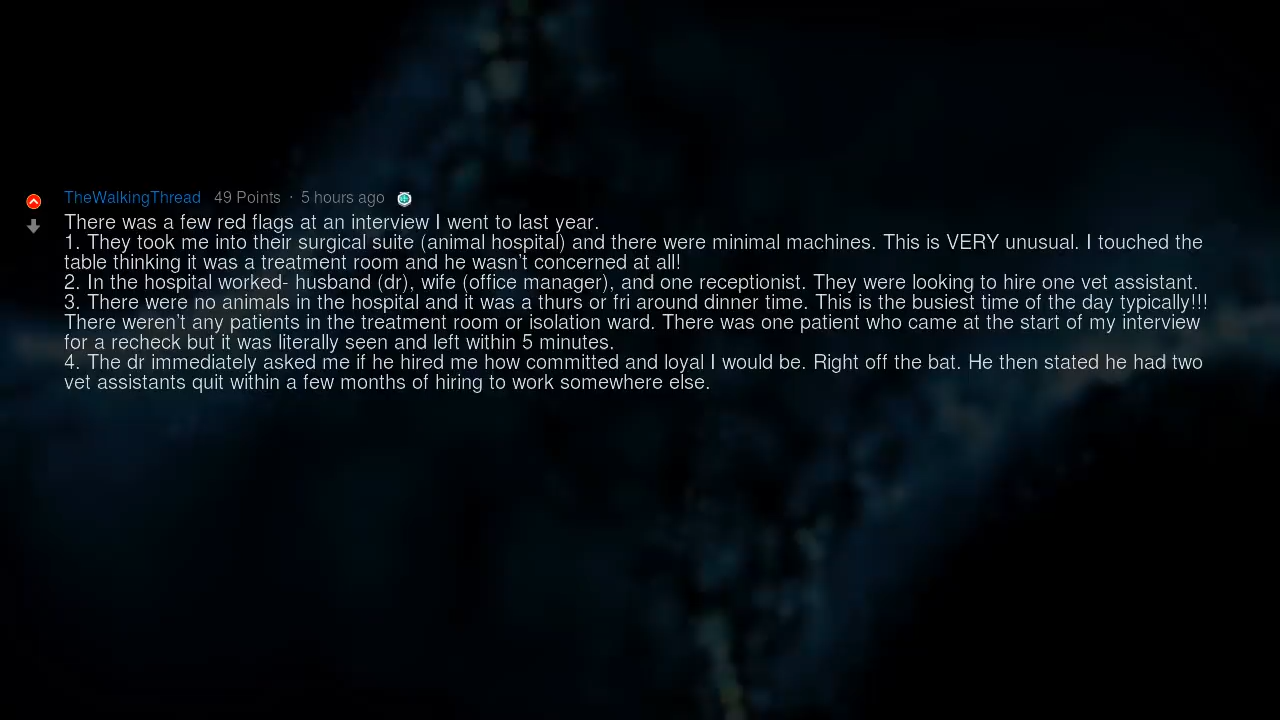 TheWalkingThread 49 Points · 5 hours ago
There was a few red flags at an interview I went to last year.
1. They took me into their surgical suite (animal hospital) and there were minimal machines. This is VERY unusual. I touched the
table thinking it was a treatment room and he wasn't concerned at all!
2. In the hospital worked- husband (dr), wife (office manager), and one receptionist. They were looking to hire one vet assistant.
3. There were no animals in the hospital and it was a thurs or fri around dinner time. This is the busiest time of the day typically!!!
There weren't any patients in the treatment room or isolation ward. There was one patient who came at the start of my interview
for a recheck but it was literally seen and left within 5 minutes.
4. The dr immediately asked me if he hired me how committed and loyal I would be. Right off the bat. He then stated he had two
vet assistants quit within a few months of hiring to work somewhere else.